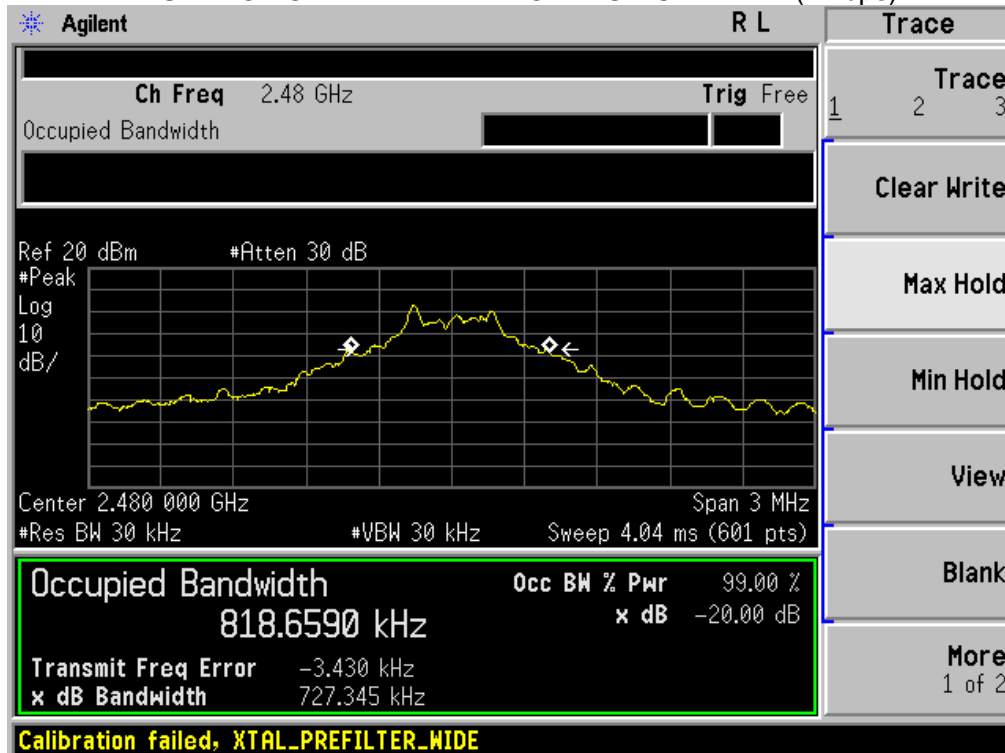 Agilent R L Trace
Ch Freq 2.48 GHz Trig Free
Occupied Bandwidth
Trace
1 2 3
Clear Write
Max Hold
Min Hold
View
Blank
More
1 of 2
Ref 20 dBm #Atten 30 dB
#Peak
Log
10
dB/
Center 2.480 000 GHz Span 3 MHz
#Res BW 30 kHz #VBW 30 kHz Sweep 4.04 ms (601 pts)
Occupied Bandwidth Occ BW % Pwr 99.00 %
818.6590 kHz x dB -20.00 dB
Transmit Freq Error -3.430 kHz
x dB Bandwidth 727.345 kHz
Calibration failed, XTAL_PREFILTER_WIDE